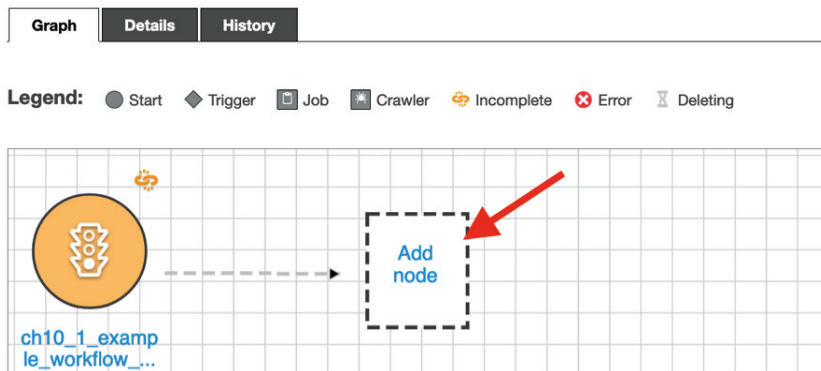 Graph Details History
Legend: Start Trigger Job Crawler Incomplete Error Deleting
Add
node
ch10_1_examp
le_workflow_...